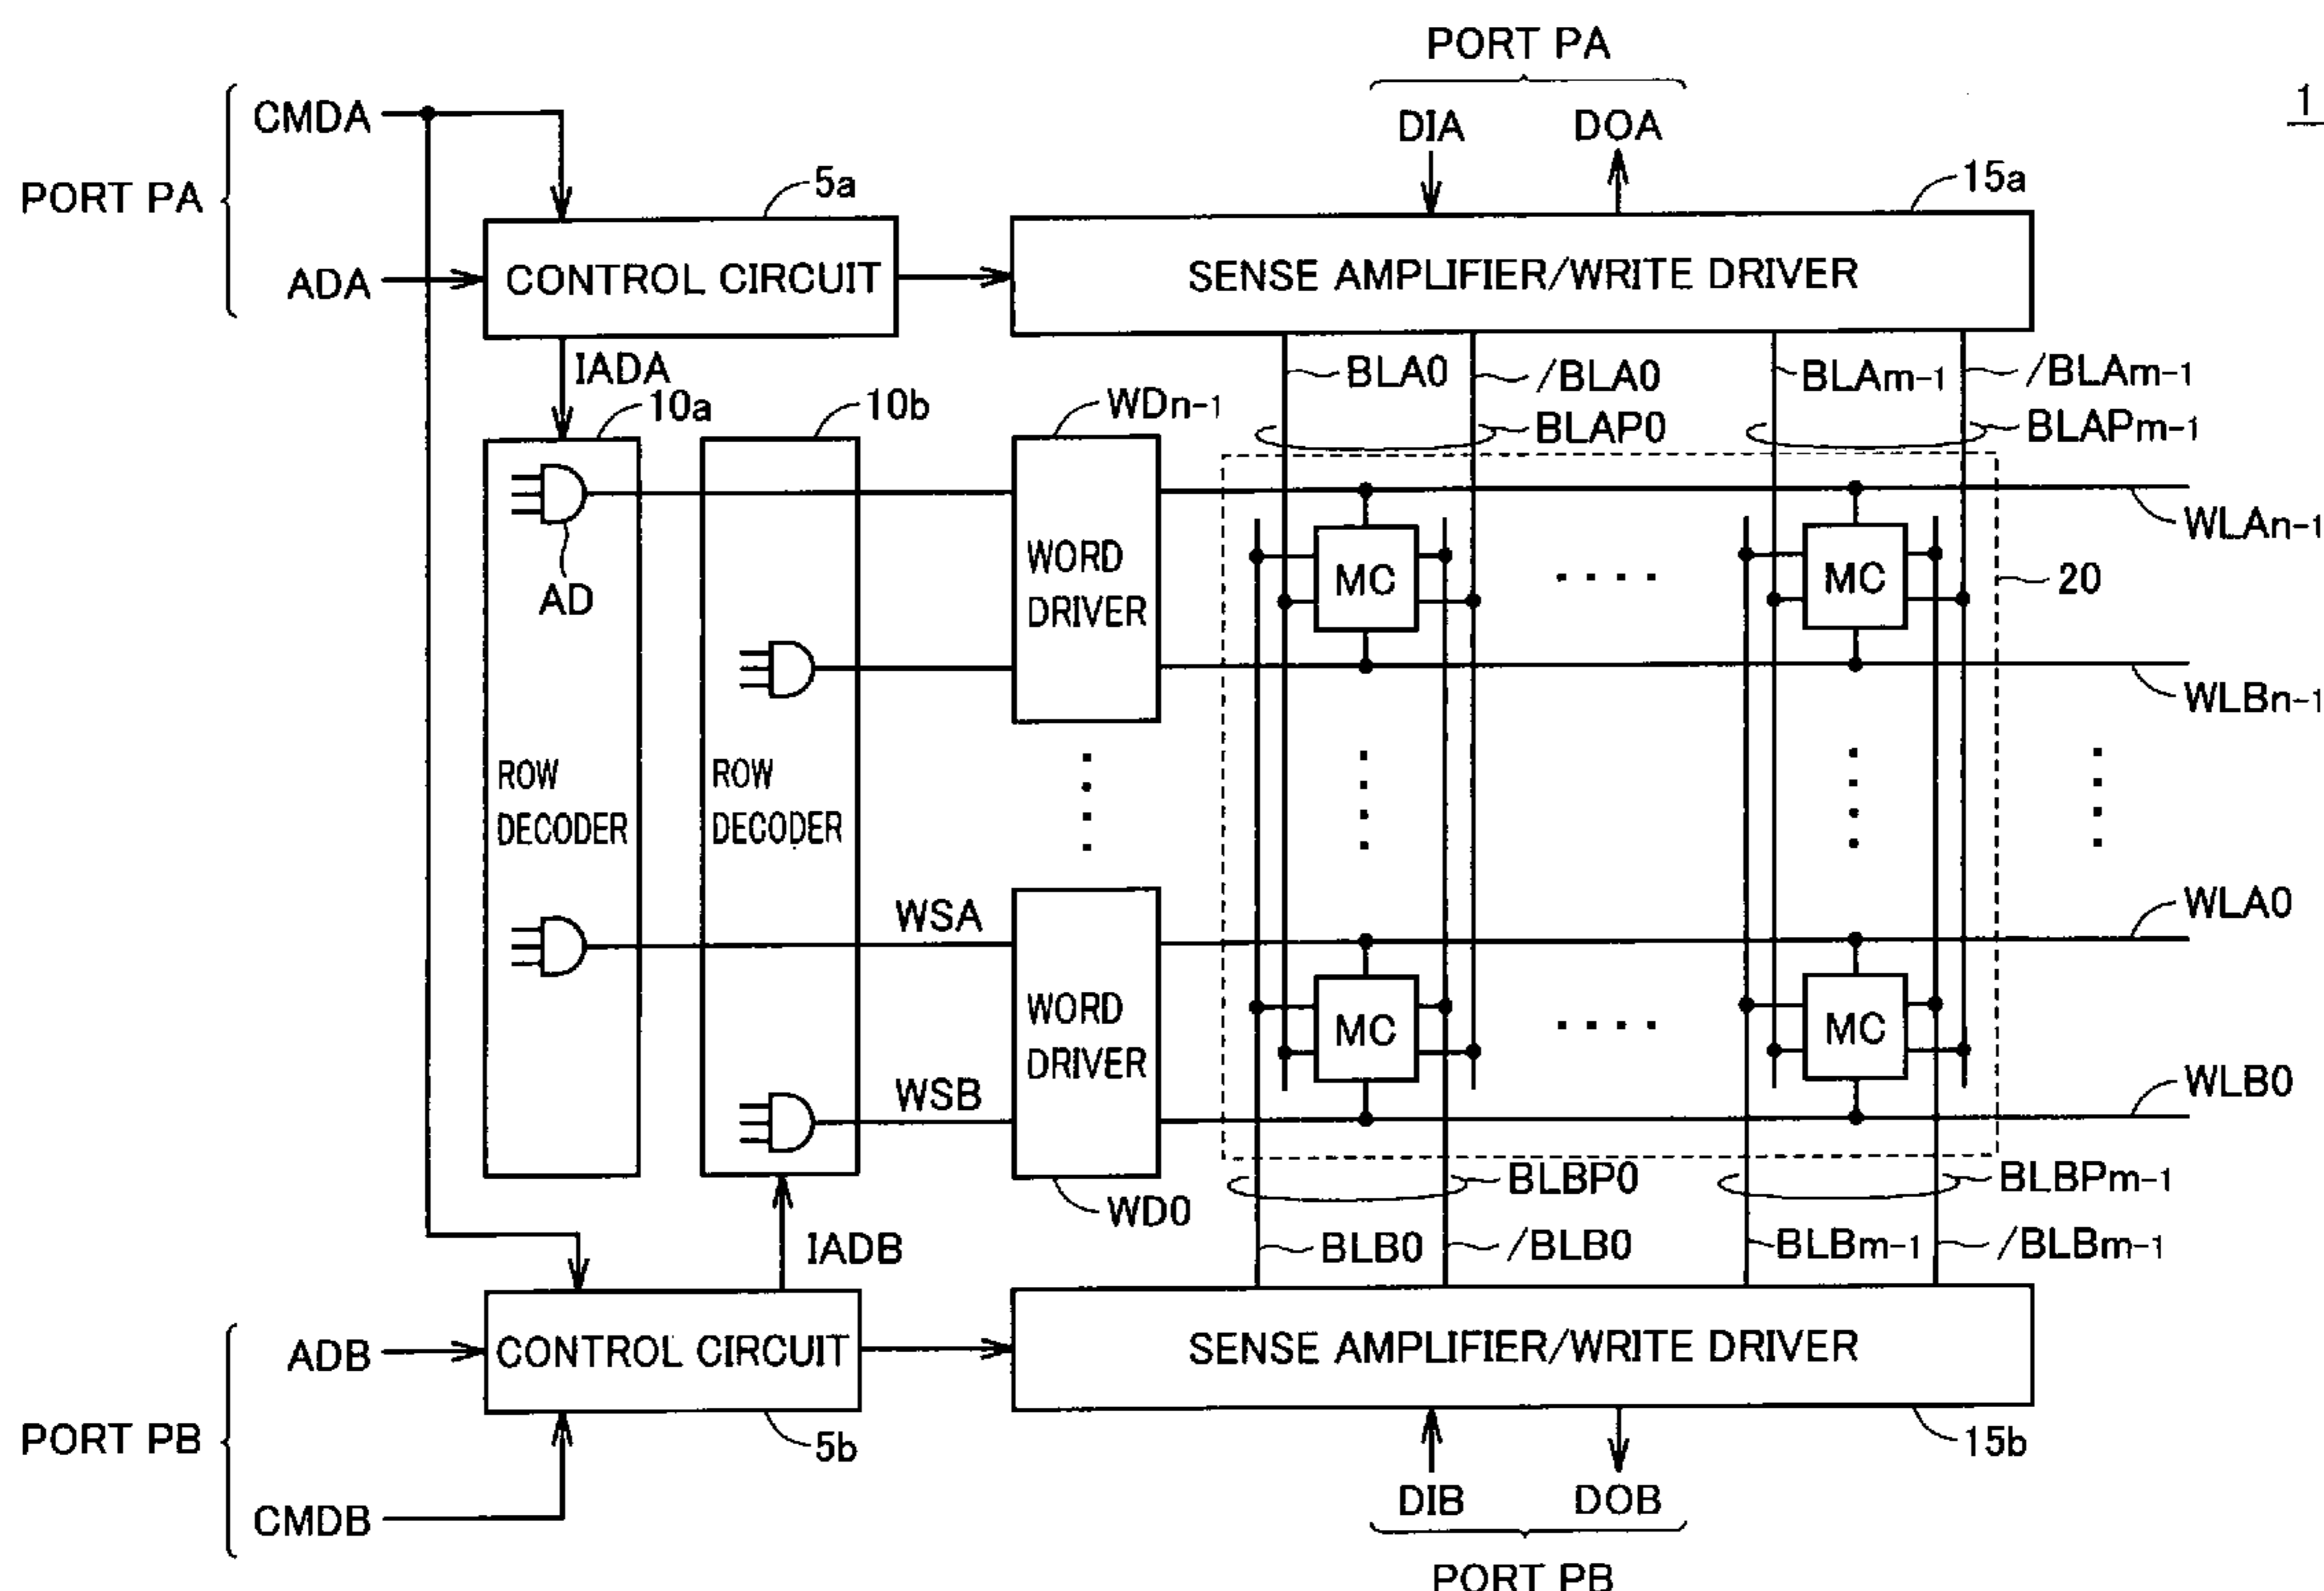 PORT PA
1
CMDA
DIA
DOA
PORT PA
5a
15a
ADA
CONTROL CIRCUIT
SENSE AMPLIFIER/WRITE DRIVER
IADA
BLA0
/BLA0
BLAm-1
/BLAm-1
10a
10b
WDn-1
BLAP0
BLAPm-1
WLAn-1
AD
WORD
DRIVER
MC
MC
20
WLBn-1
ROW
DECODER
ROW
DECODER
WLA0
WSA
WORD
DRIVER
MC
MC
WSB
WLB0
WD0
BLBP0
BLBPm-1
IADB
BLB0
/BLB0
BLBm-1
/BLBm-1
ADB
CONTROL CIRCUIT
SENSE AMPLIFIER/WRITE DRIVER
PORT PB
5b
15b
CMDB
DIB
DOB
PORT PB